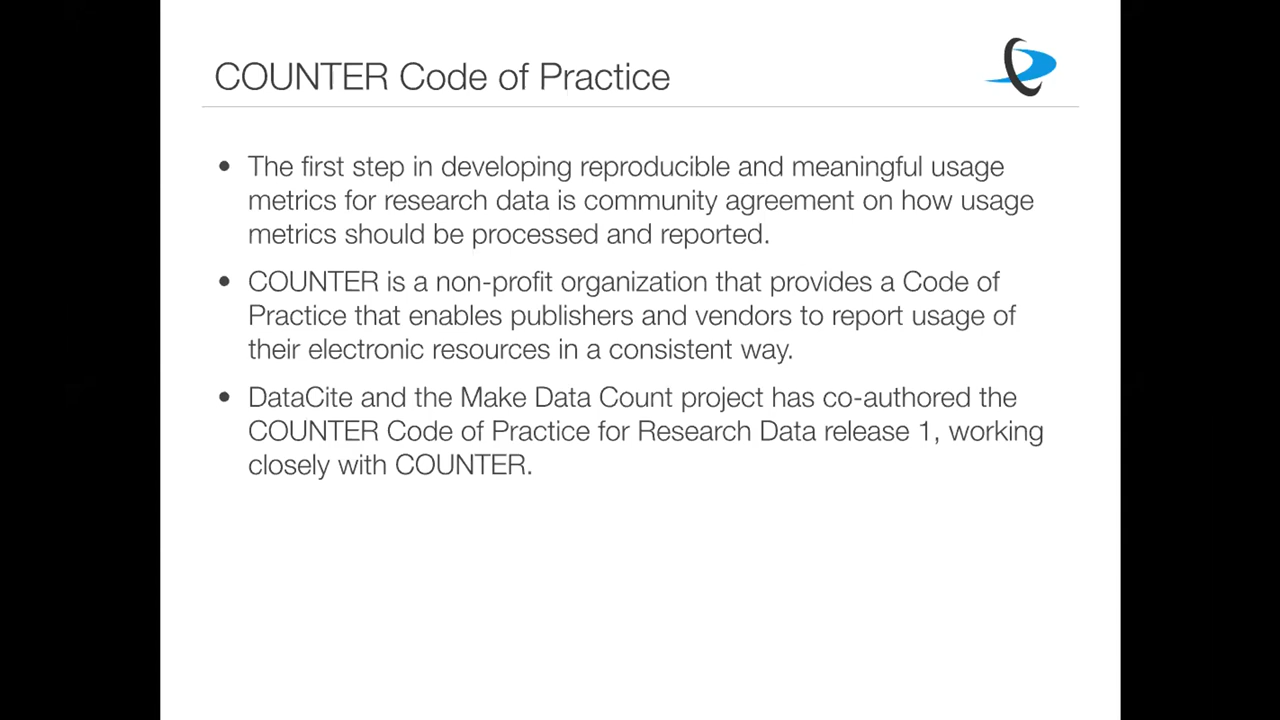 COUNTER Code of Practice
• The first step in developing reproducible and meaningful usage
metrics for research data is community agreement on how usage
metrics should be processed and reported.
• COUNTER is a non-profit organization that provides a Code of
Practice that enables publishers and vendors to report usage of
their electronic resources in a consistent way.
• DataCite and the Make Data Count project has co-authored the
COUNTER Code of Practice for Research Data release 1, working
closely with COUNTER.